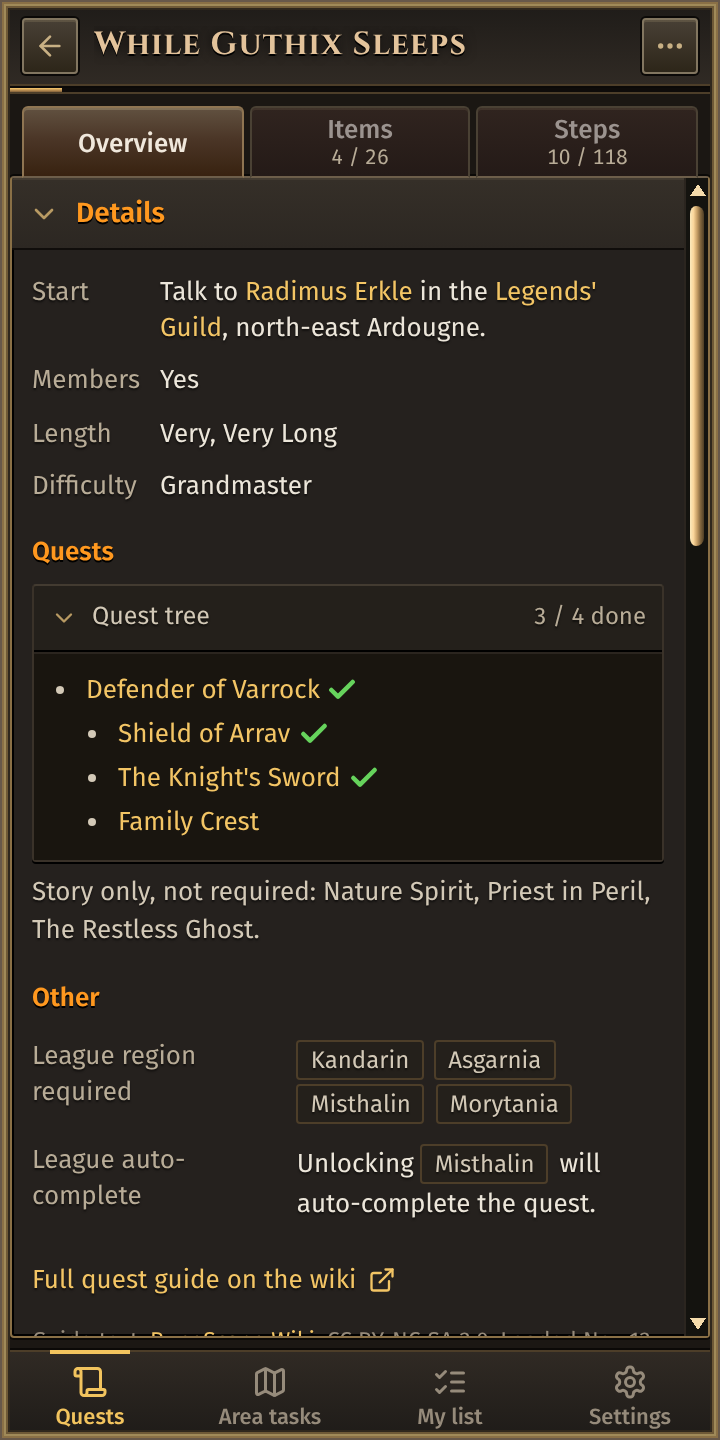 While Guthix Sleeps
Overview
Items
4 / 26
Steps
10 / 118
Details
Start
Talk to Radimus Erkle in the Legends'
Guild, north-east Ardougne.
Members
Yes
Length
Very, Very Long
Difficulty
Grandmaster
Quests
Quest tree
3 / 4 done
Defender of Varrock
Shield of Arrav
The Knight's Sword
Family Crest
Story only, not required: Nature Spirit, Priest in Peril,
The Restless Ghost.
Other
League region
required
Kandarin
Asgarnia
Misthalin
Morytania
League auto-
complete
Unlocking Misthalin will
auto-complete the quest.
Full quest guide on the wiki
Quests
Area tasks
My list
Settings